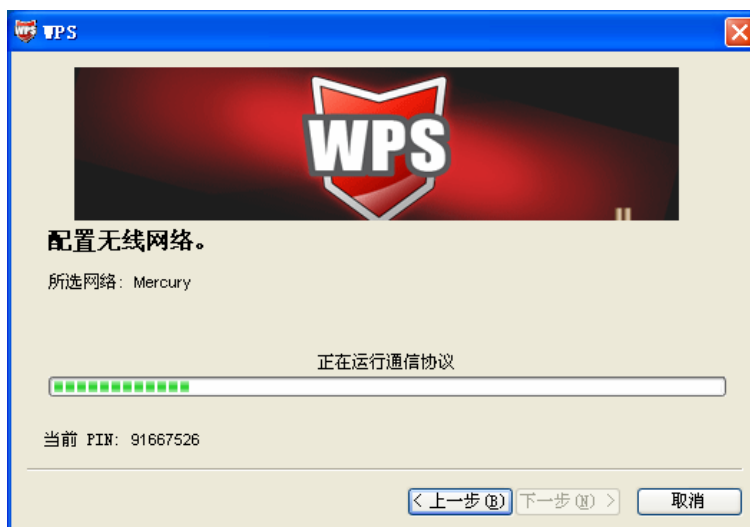 WPS
WPS
配置无线网络。
所选网络: Mercury
正在运行通信协议
当前 PIN: 91667526
< 上一步(B) 下一步(N) > 取消